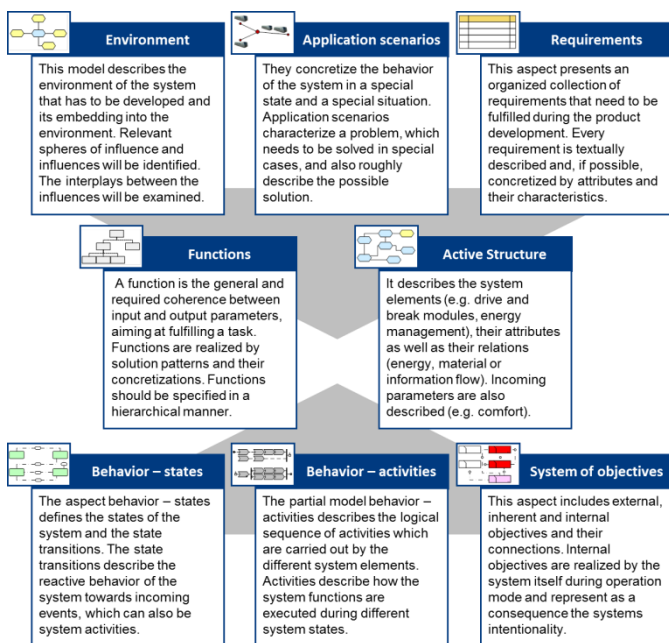 Environment
This model describes the
environment of the system
that has to be developed and
its embedding into the
environment. Relevant
spheres of influence and
influences will be identified.
The interplays between the
influences will be examined.
Application scenarios
They concretize the behavior
of the system in a special
state and a special situation.
Application scenarios
characterize a problem, which
needs to be solved in special
cases, and also roughly
describe the possible
solution.
Requirements
This aspect presents an
organized collection of
requirements that need to be
fulfilled during the product
development. Every
requirement is textually
described and, if possible,
concretized by attributes and
their characteristics.
Functions
A function is the general and
required coherence between
input and output parameters,
aiming at fulfilling a task.
Functions are realized by
solution patterns and their
concretizations. Functions
should be specified in a
hierarchical manner.
Active Structure
It describes the system
elements (e.g. drive and
break modules, energy
management), their attributes
as well as their relations
(energy, material or
information flow). Incoming
parameters are also
described (e.g. comfort).
Behavior – states
The aspect behavior – states
defines the states of the
system and the state
transitions. The state
transitions describe the
reactive behavior of the
system towards incoming
events, which can also be
system activities.
Behavior – activities
The partial model behavior –
activities describes the logical
sequence of activities which
are carried out by the
different system elements.
Activities describe how the
system functions are
executed during different
system states.
System of objectives
This aspect includes external,
inherent and internal
objectives and their
connections. Internal
objectives are realized by the
system itself during operation
mode and represent as a
consequence the systems
intentionality.